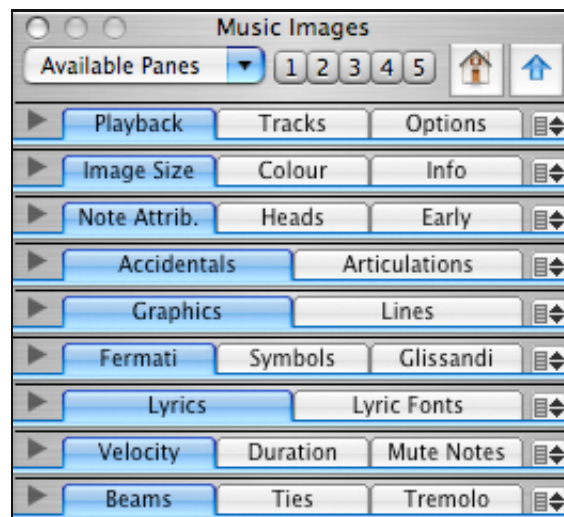 Music Images
Available Panes 1 2 3 4 5
Playback Tracks Options
Image Size Colour Info
Note Attrib. Heads Early
Accidentals Articulations
Graphics Lines
Fermati Symbols Glissandi
Lyrics Lyric Fonts
Velocity Duration Mute Notes
Beams Ties Tremolo